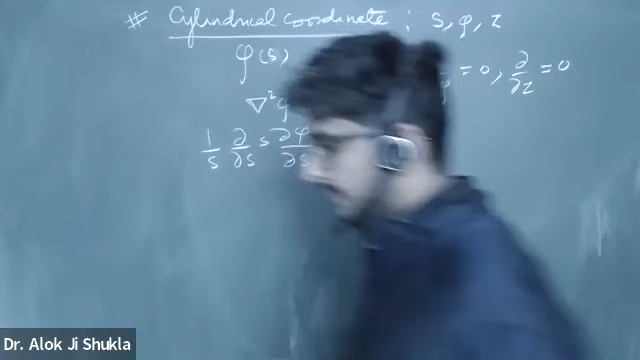 # Cylindrical coordinate : s, φ, z
φ(s) = 0, ∂/∂z = 0
∇²φ
1/s ∂/∂s s ∂φ/∂s
Dr. Alok Ji Shukla